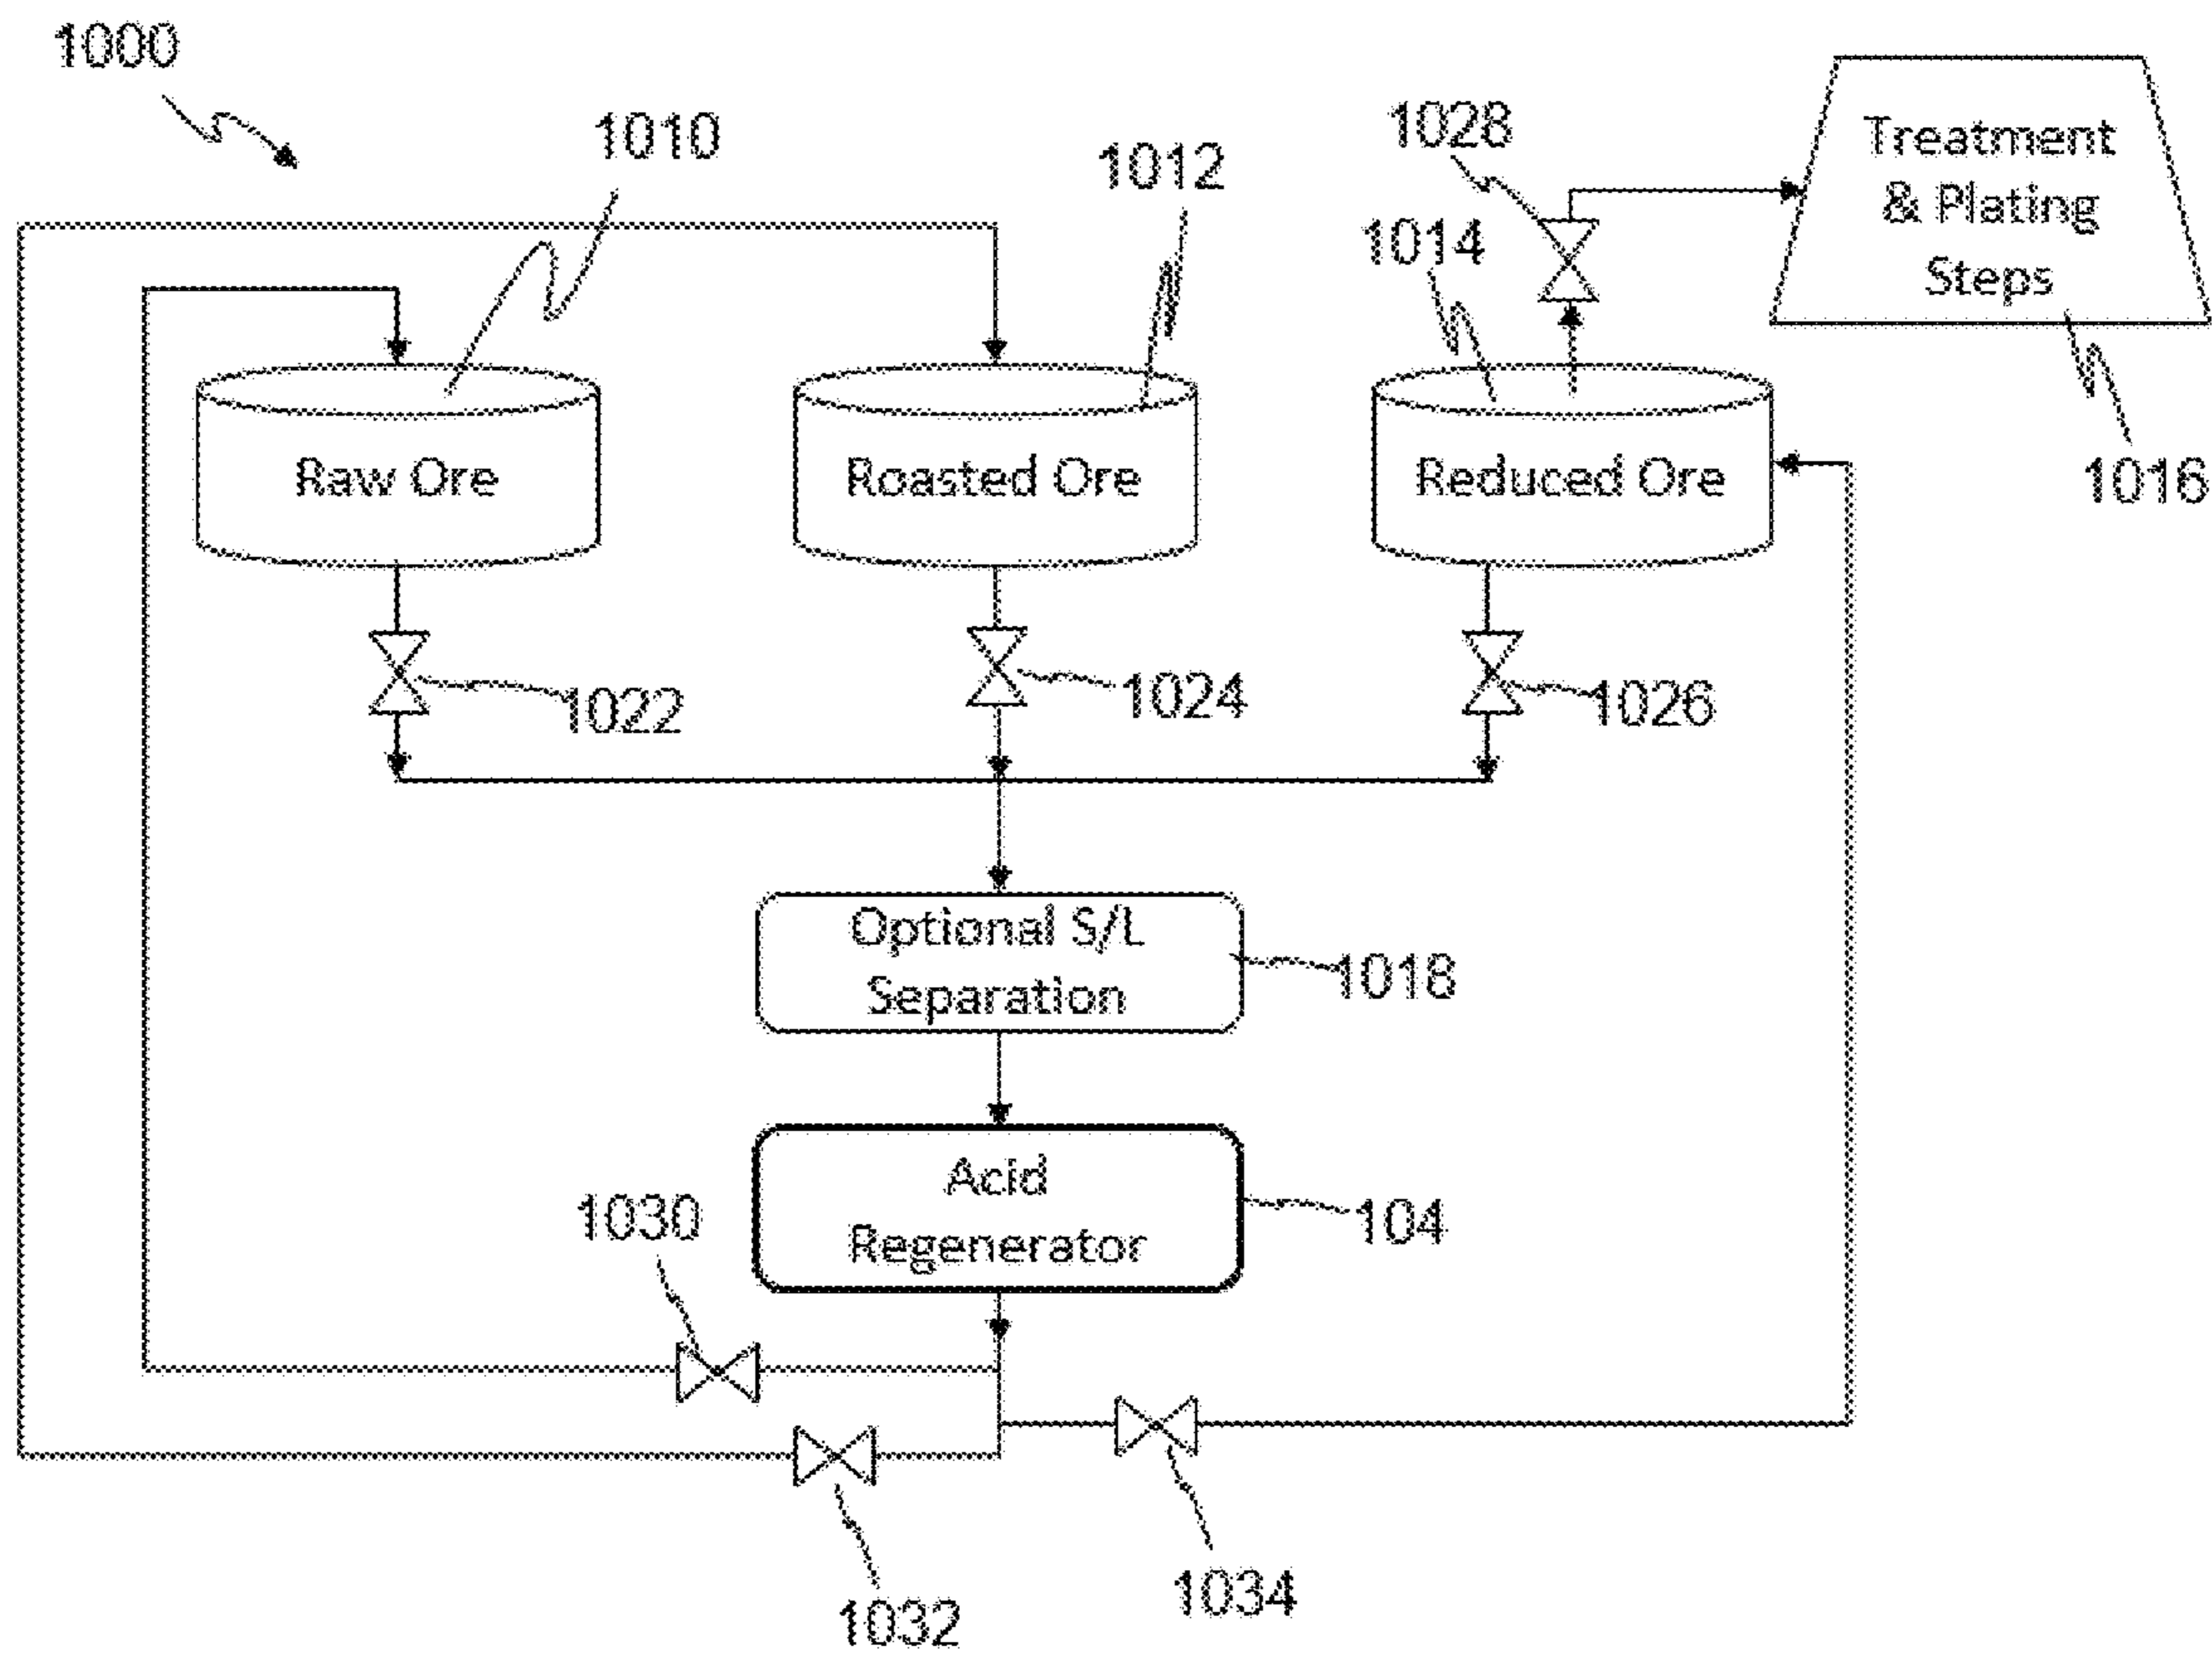 1000
1010
1012
1028
1014
Treatment
& Plating
Steps
1016
Raw Ore
Roasted Ore
Reduced Ore
1022
1024
1026
Optional S/L
Separation
1018
Acid
Regenerator
104
1030
1032
1034